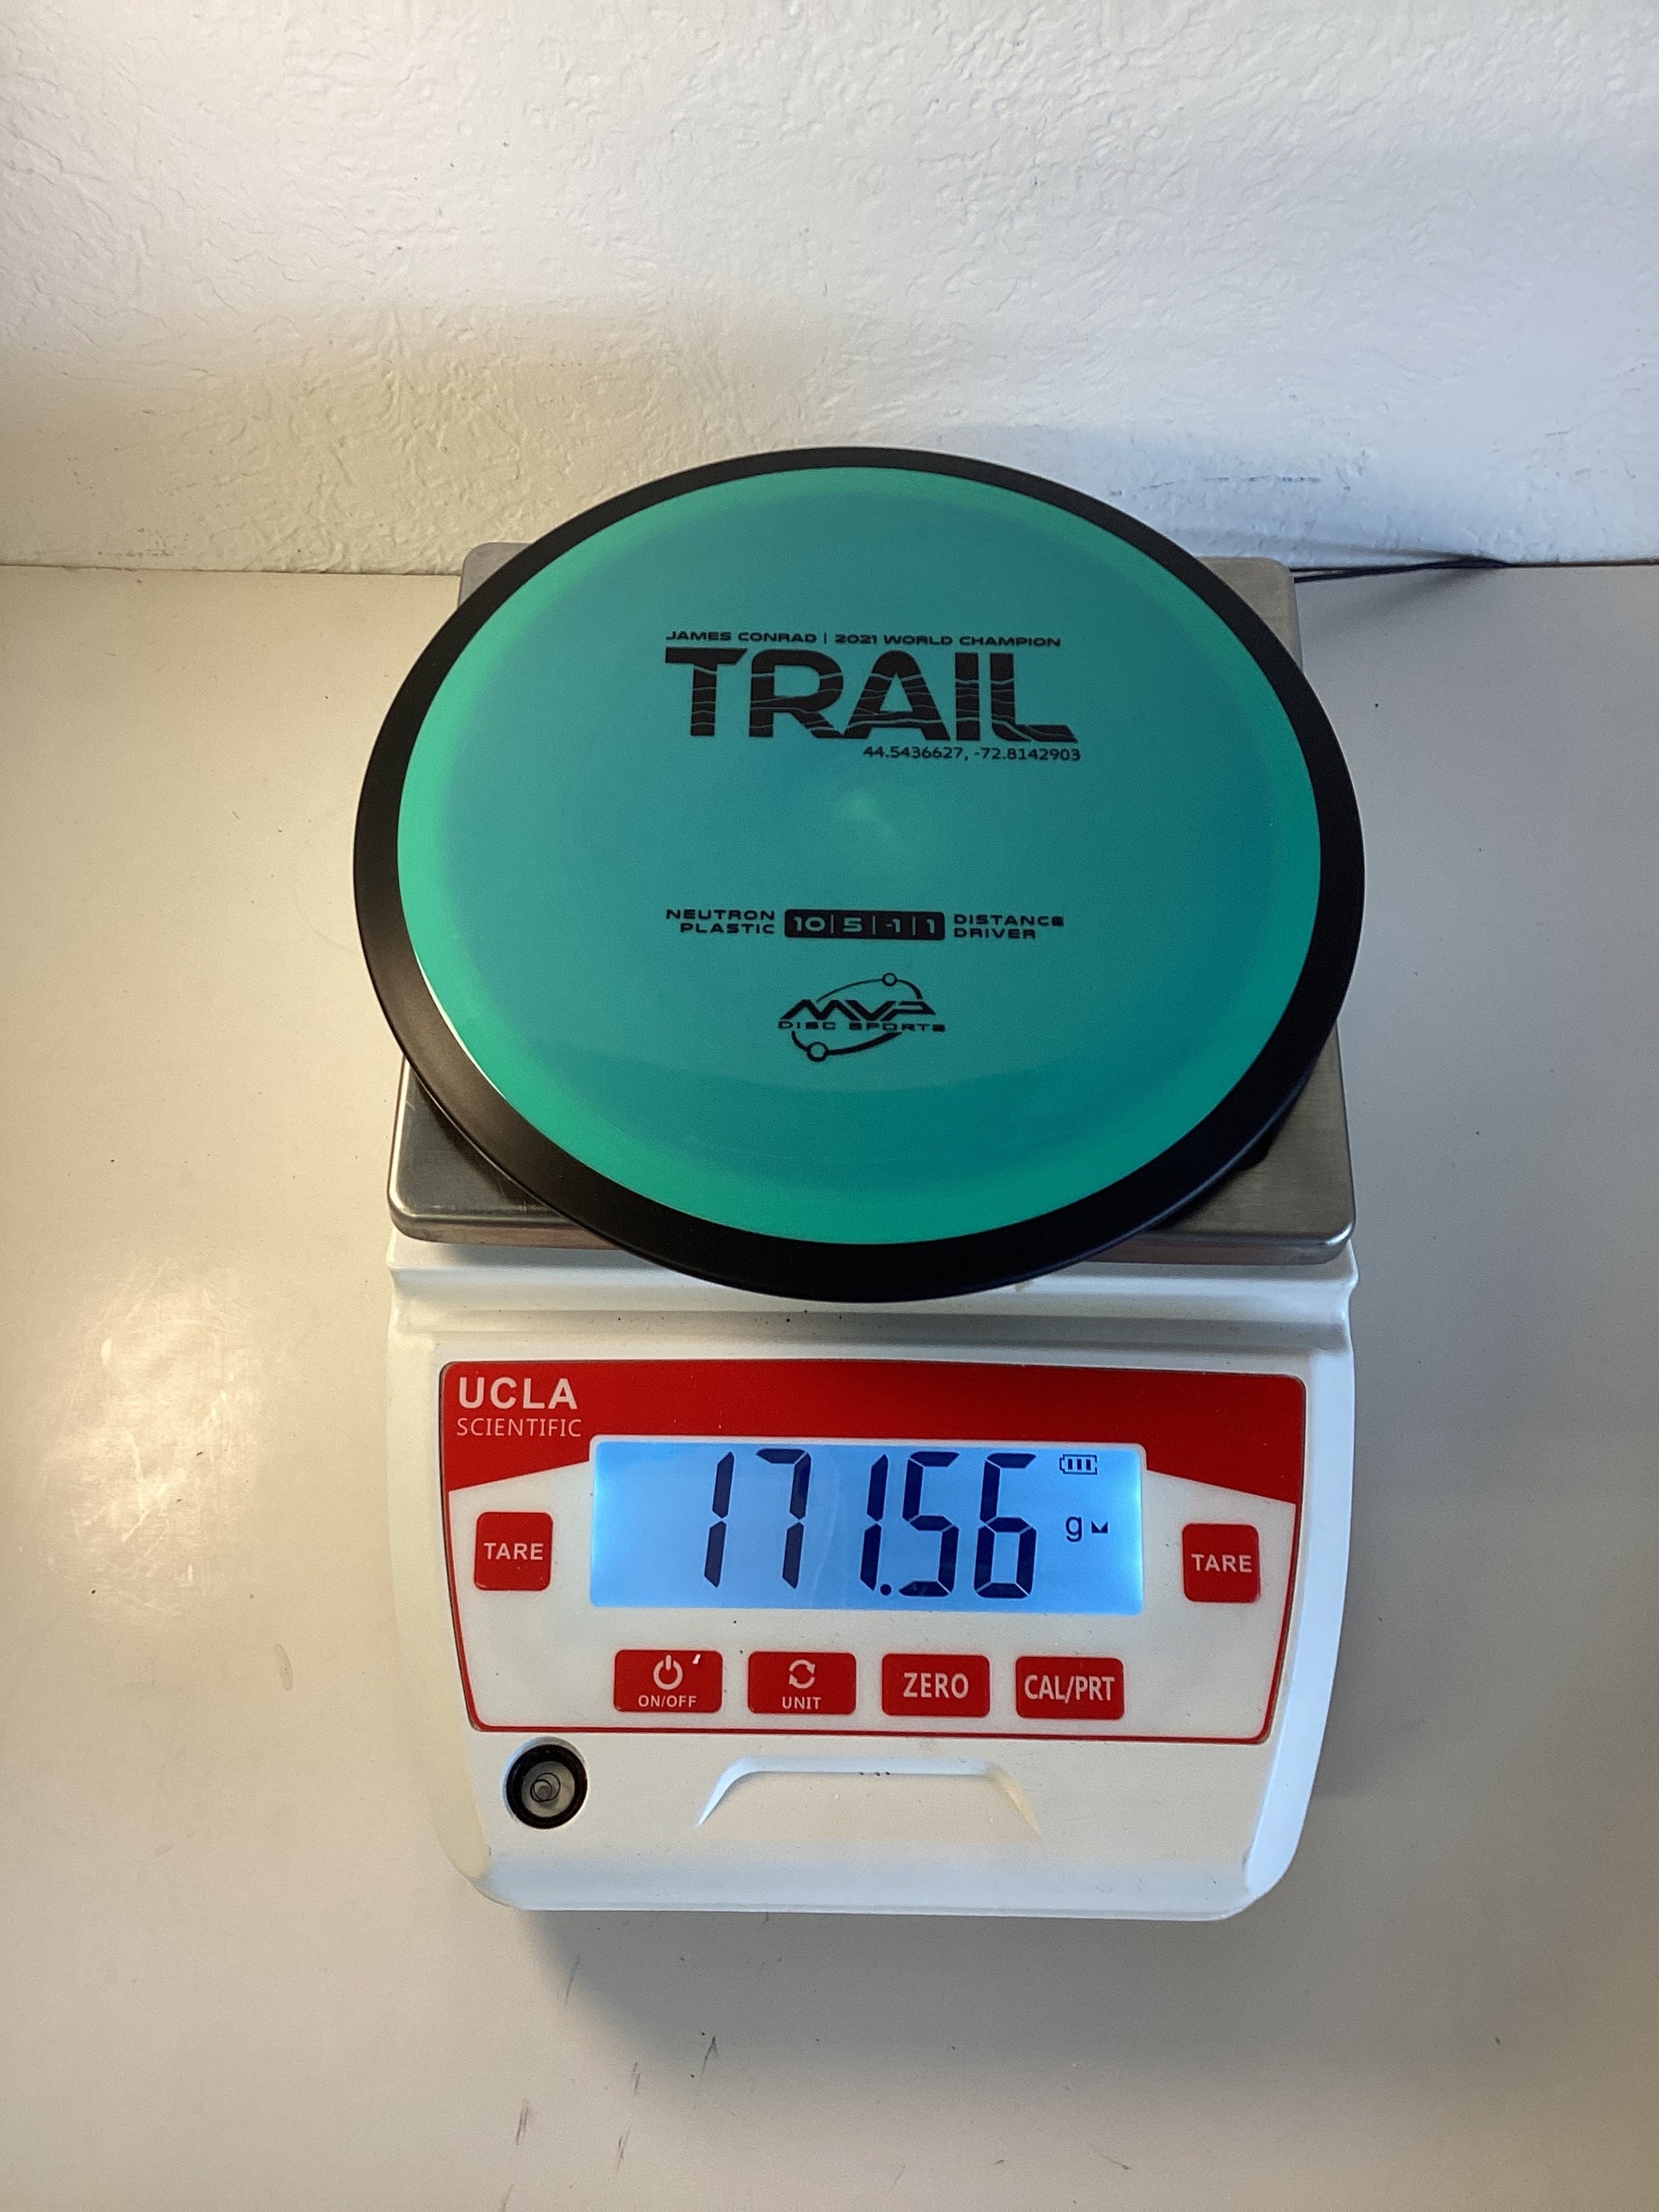 JAMES CONRAD | 2021 WORLD CHAMPION
TRAIL
44.5436627, -72.8142903
NEUTRON PLASTIC 10|5|-1|1 DISTANCE DRIVER
MVP
DISC SPORTS
UCLA
SCIENTIFIC
171.56 g
TARE
TARE
ON/OFF UNIT ZERO CAL/PRT